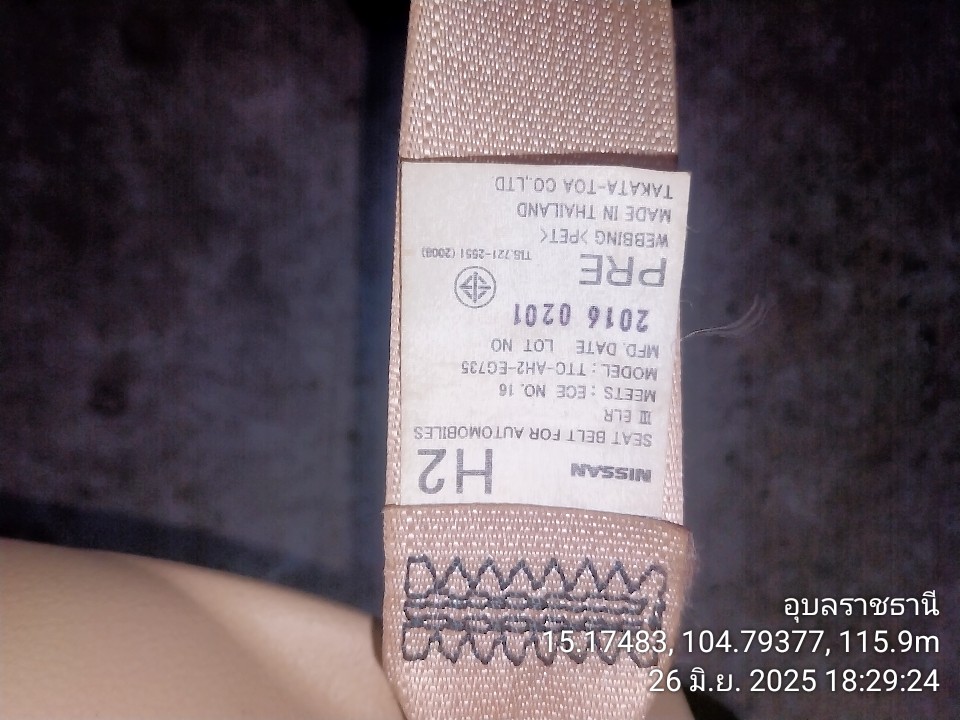 NISSAN H2
SEAT BELT FOR AUTOMOBILES
III ELR
MEETS : ECE NO. 16
MODEL : TTC-AH2-EG735
MFD. DATE LOT NO
2016 0201
PRE TIS.721-2551 (2008)
WEBBING >PET<
MADE IN THAILAND
TAKATA-TOA CO.,LTD
อุบลราชธานี
15.17483, 104.79377, 115.9m
26 มิ.ย. 2025 18:29:24